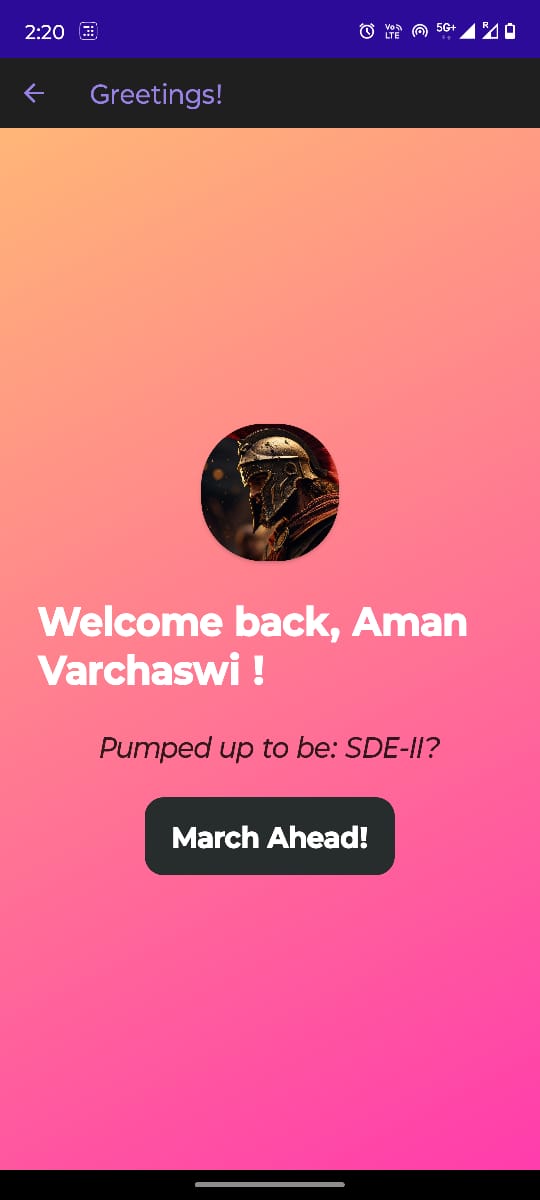 2:20
Vo LTE 5G+ R
Greetings!
Welcome back, Aman
Varchaswi !
Pumped up to be: SDE-II?
March Ahead!